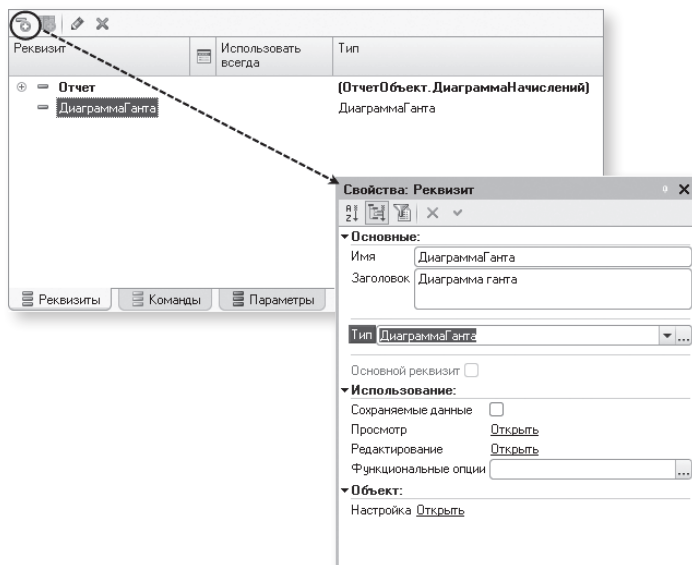 Реквизит
Использовать всегда
Тип
Отчет
(ОтчетОбъект.ДиаграммаНачислений)
ДиаграммаГанта
ДиаграммаГанта
Реквизиты
Команды
Параметры
Свойства: Реквизит
Основные:
Имя
ДиаграммаГанта
Заголовок
Диаграмма ганта
Тип
ДиаграммаГанта
...
Основной реквизит
Использование:
Сохраняемые данные
Просмотр
Открыть
Редактирование
Открыть
Функциональные опции
...
Объект:
Настройка
Открыть